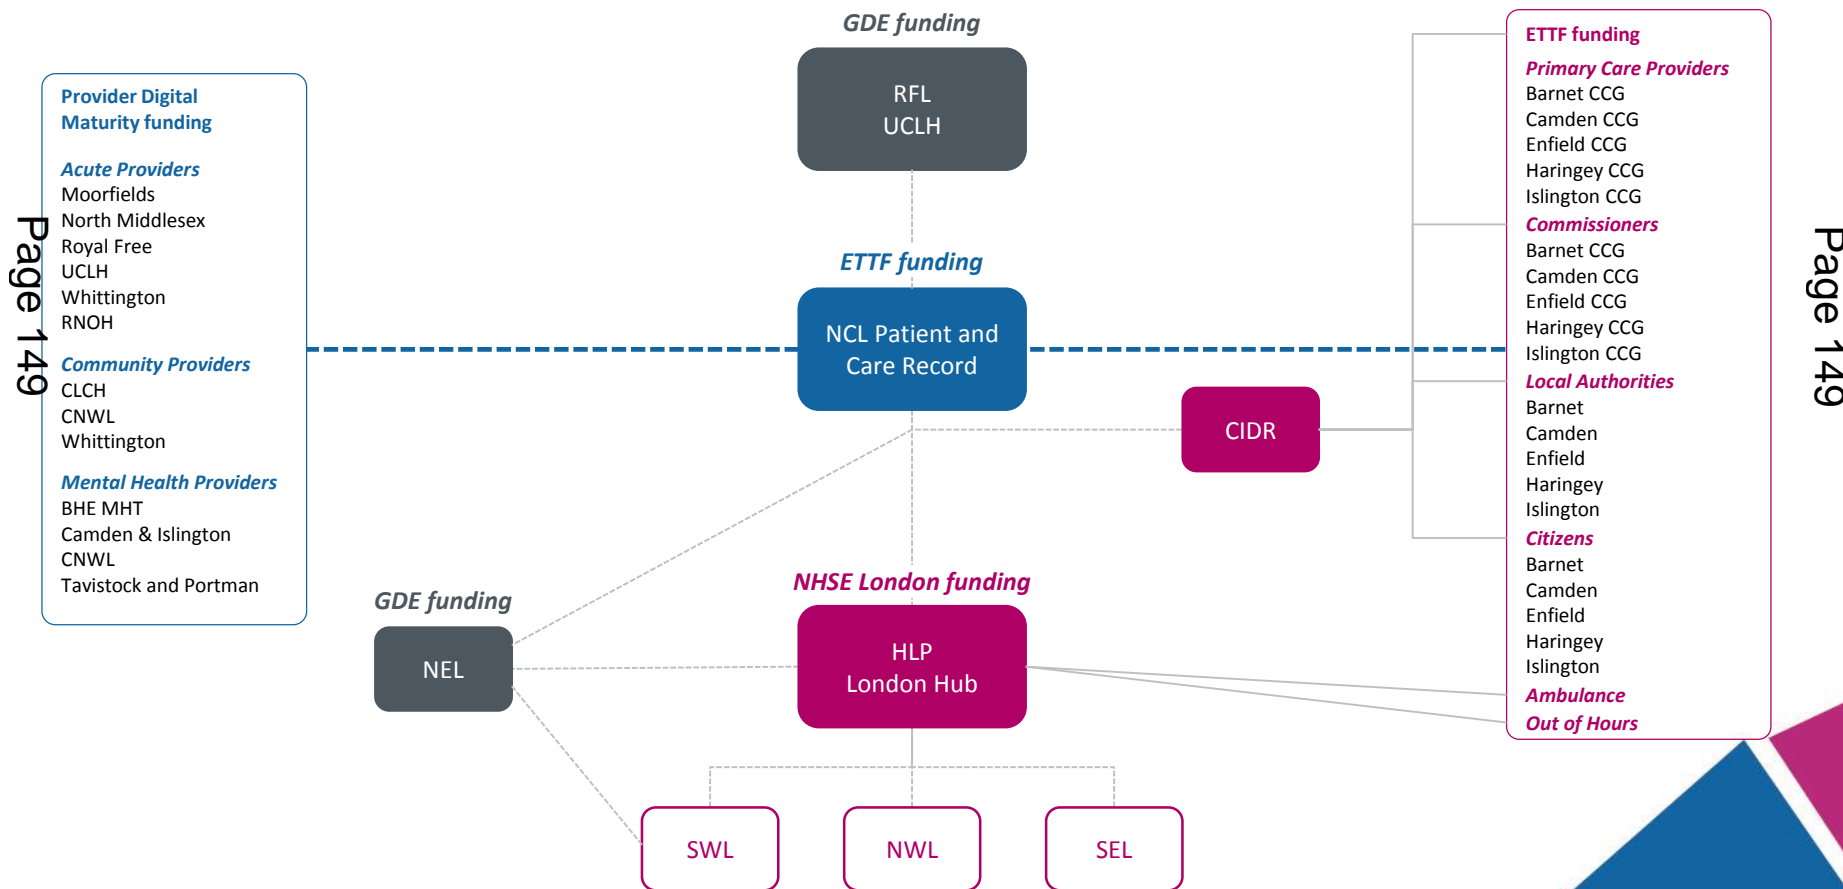 Page 149
Provider Digital
Maturity funding
Acute Providers
Moorfields
North Middlesex
Royal Free
UCLH
Whittington
RNOH
Community Providers
CLCH
CNWL
Whittington
Mental Health Providers
BHE MHT
Camden & Islington
CNWL
Tavistock and Portman
GDE funding
RFL
UCLH
ETTF funding
NCL Patient and
Care Record
CIDR
GDE funding
NEL
NHSE London funding
HLP
London Hub
SWL
NWL
SEL
ETTF funding
Primary Care Providers
Barnet CCG
Camden CCG
Enfield CCG
Haringey CCG
Islington CCG
Commissioners
Barnet CCG
Camden CCG
Enfield CCG
Haringey CCG
Islington CCG
Local Authorities
Barnet
Camden
Enfield
Haringey
Islington
Citizens
Barnet
Camden
Enfield
Haringey
Islington
Ambulance
Out of Hours
Page 149